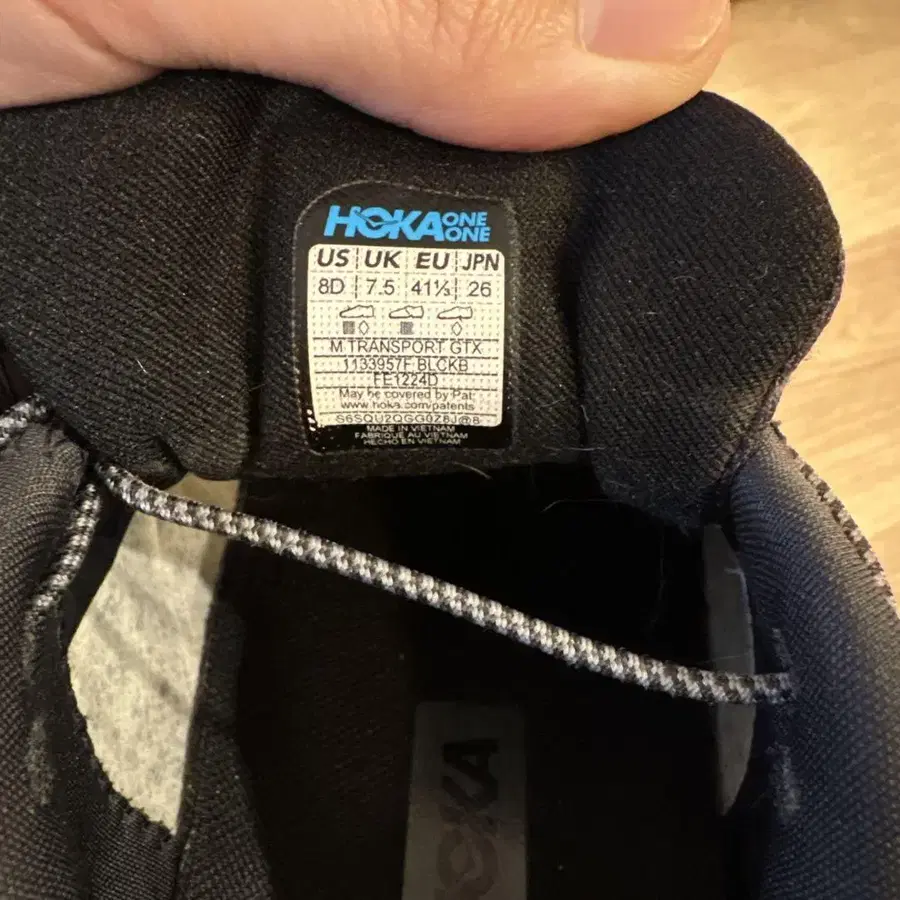 HOKA ONE ONE
US UK EU JPN
8D 7.5 41⅓ 26
M TRANSPORT GTX
1133957F BLCKB
FE1224D
May be covered by Pat:
www.hoka.com/patents
MADE IN VIETNAM
FABRIQUÉ AU VIETNAM
HECHO EN VIETNAM
HOKA